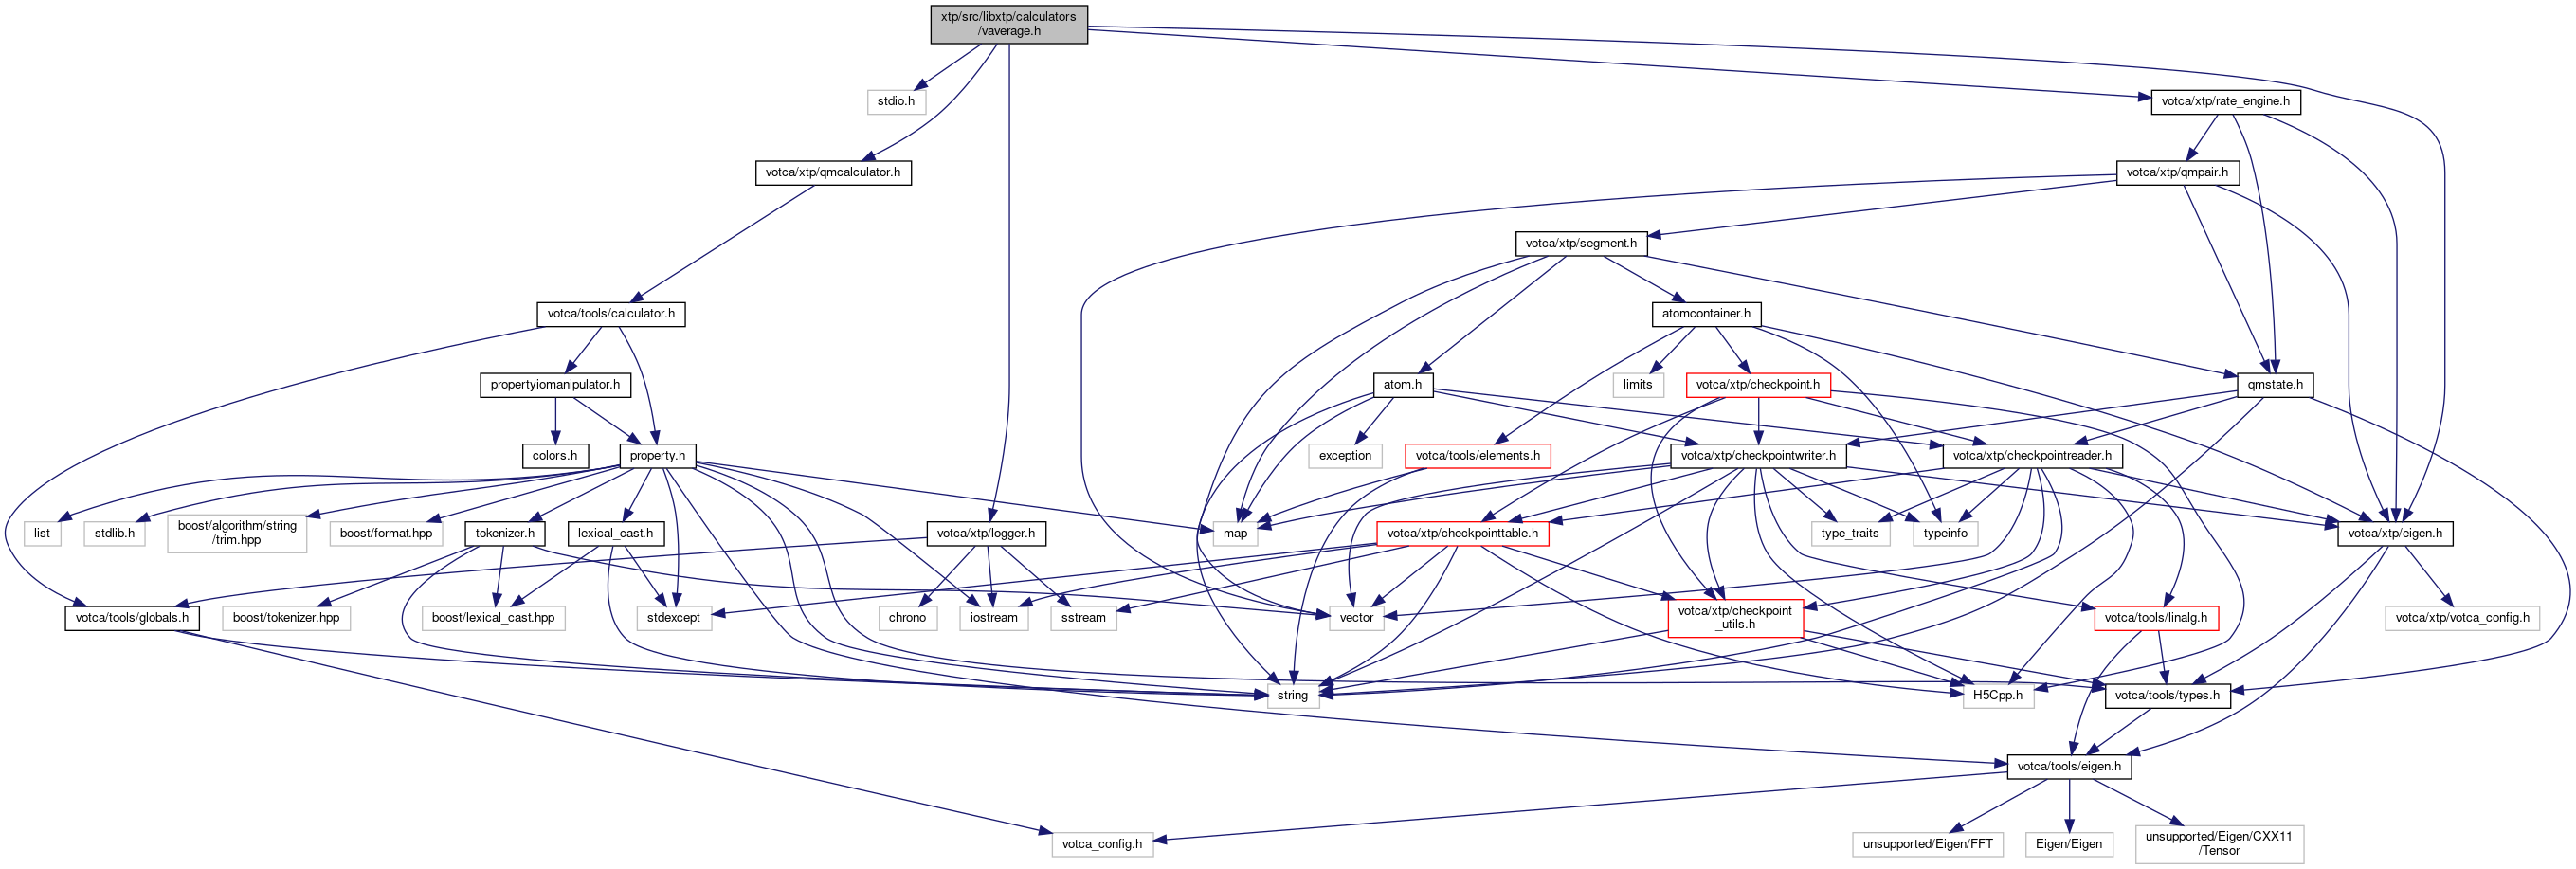 xtp/src/libxtp/calculators
/vaverage.h
stdio.h
votca/xtp/rate_engine.h
votca/xtp/qmcalculator.h
votca/xtp/qmpair.h
votca/xtp/segment.h
votca/tools/calculator.h
atomcontainer.h
propertyiomanipulator.h
atom.h
limits
votca/xtp/checkpoint.h
qmstate.h
colors.h
property.h
exception
votca/tools/elements.h
votca/xtp/checkpointwriter.h
votca/xtp/checkpointreader.h
list
stdlib.h
boost/algorithm/string
/trim.hpp
boost/format.hpp
tokenizer.h
lexical_cast.h
votca/xtp/logger.h
map
votca/xtp/checkpointtable.h
type_traits
typeinfo
votca/xtp/eigen.h
votca/tools/globals.h
boost/tokenizer.hpp
boost/lexical_cast.hpp
stdexcept
chrono
iostream
sstream
vector
votca/xtp/checkpoint
_utils.h
votca/tools/linalg.h
votca/xtp/votca_config.h
string
H5Cpp.h
votca/tools/types.h
votca/tools/eigen.h
votca_config.h
unsupported/Eigen/FFT
Eigen/Eigen
unsupported/Eigen/CXX11
/Tensor